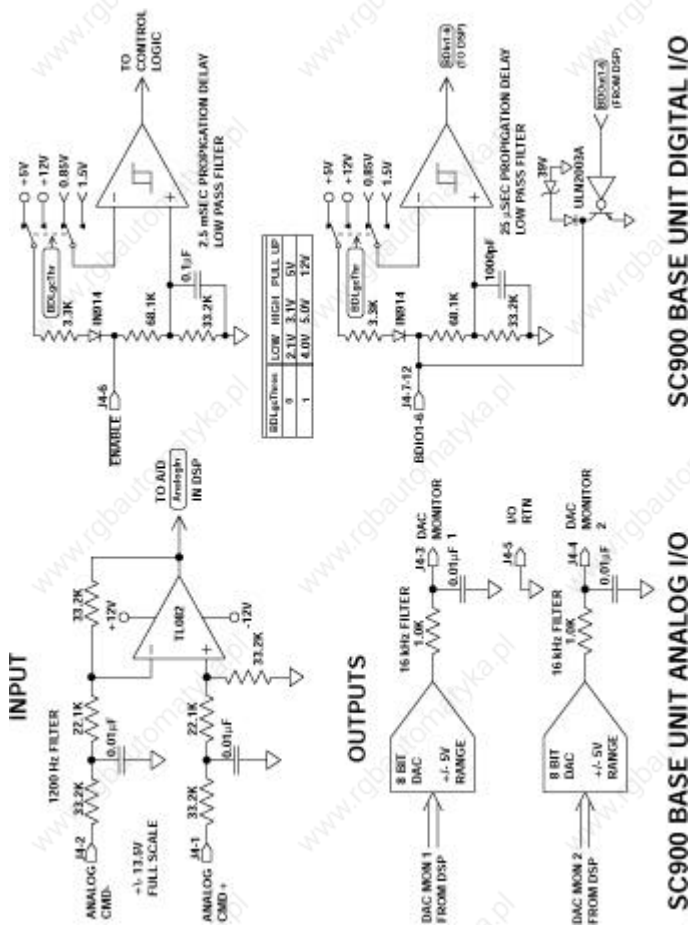 INPUT
1200 Hz FILTER
ANALOG CMD-
J4-2
33.2K
22.1K
0.01µF
33.2K
+12V
-12V
TL082
TO A/D
AnalogIn
IN DSP
+\- 13.5V
FULL SCALE
ANALOG CMD+
J4-1
33.2K
22.1K
0.01µF
33.2K
OUTPUTS
DAC MON 1
FROM DSP
8 BIT
DAC
+/- 5V
RANGE
16 kHz FILTER
1.0K
J4-3
DAC
MONITOR
1
0.01µF
J4-5
I/O
RTN
DAC MON 2
FROM DSP
8 BIT
DAC
+/- 5V
RANGE
16 kHz FILTER
1.0K
J4-4
DAC
MONITOR
2
0.01µF
SC900 BASE UNIT ANALOG I/O
ENABLE
J4-6
3.3K
IN914
BDLgcThr
+5V
+12V
0.85V
1.5V
68.1K
33.2K
0.1µF
TO
CONTROL
LOGIC
2.5 mSEC PROPIGATION DELAY
LOW PASS FILTER
BDLgcThres LOW HIGH PULL UP
0 2.1V 3.1V 5V
1 4.0V 5.0V 12V
BDIO1-6
J4-7-12
3.3K
IN914
BDLgcThr
+5V
+12V
0.85V
1.5V
68.1K
33.2K
1000pF
BDIn1-6
(TO DSP)
25 µSEC PROPIGATION DELAY
LOW PASS FILTER
39V
ULN2003A
BDOut1-6
(FROM DSP)
SC900 BASE UNIT DIGITAL I/O
www.rgbautomatyka.pl